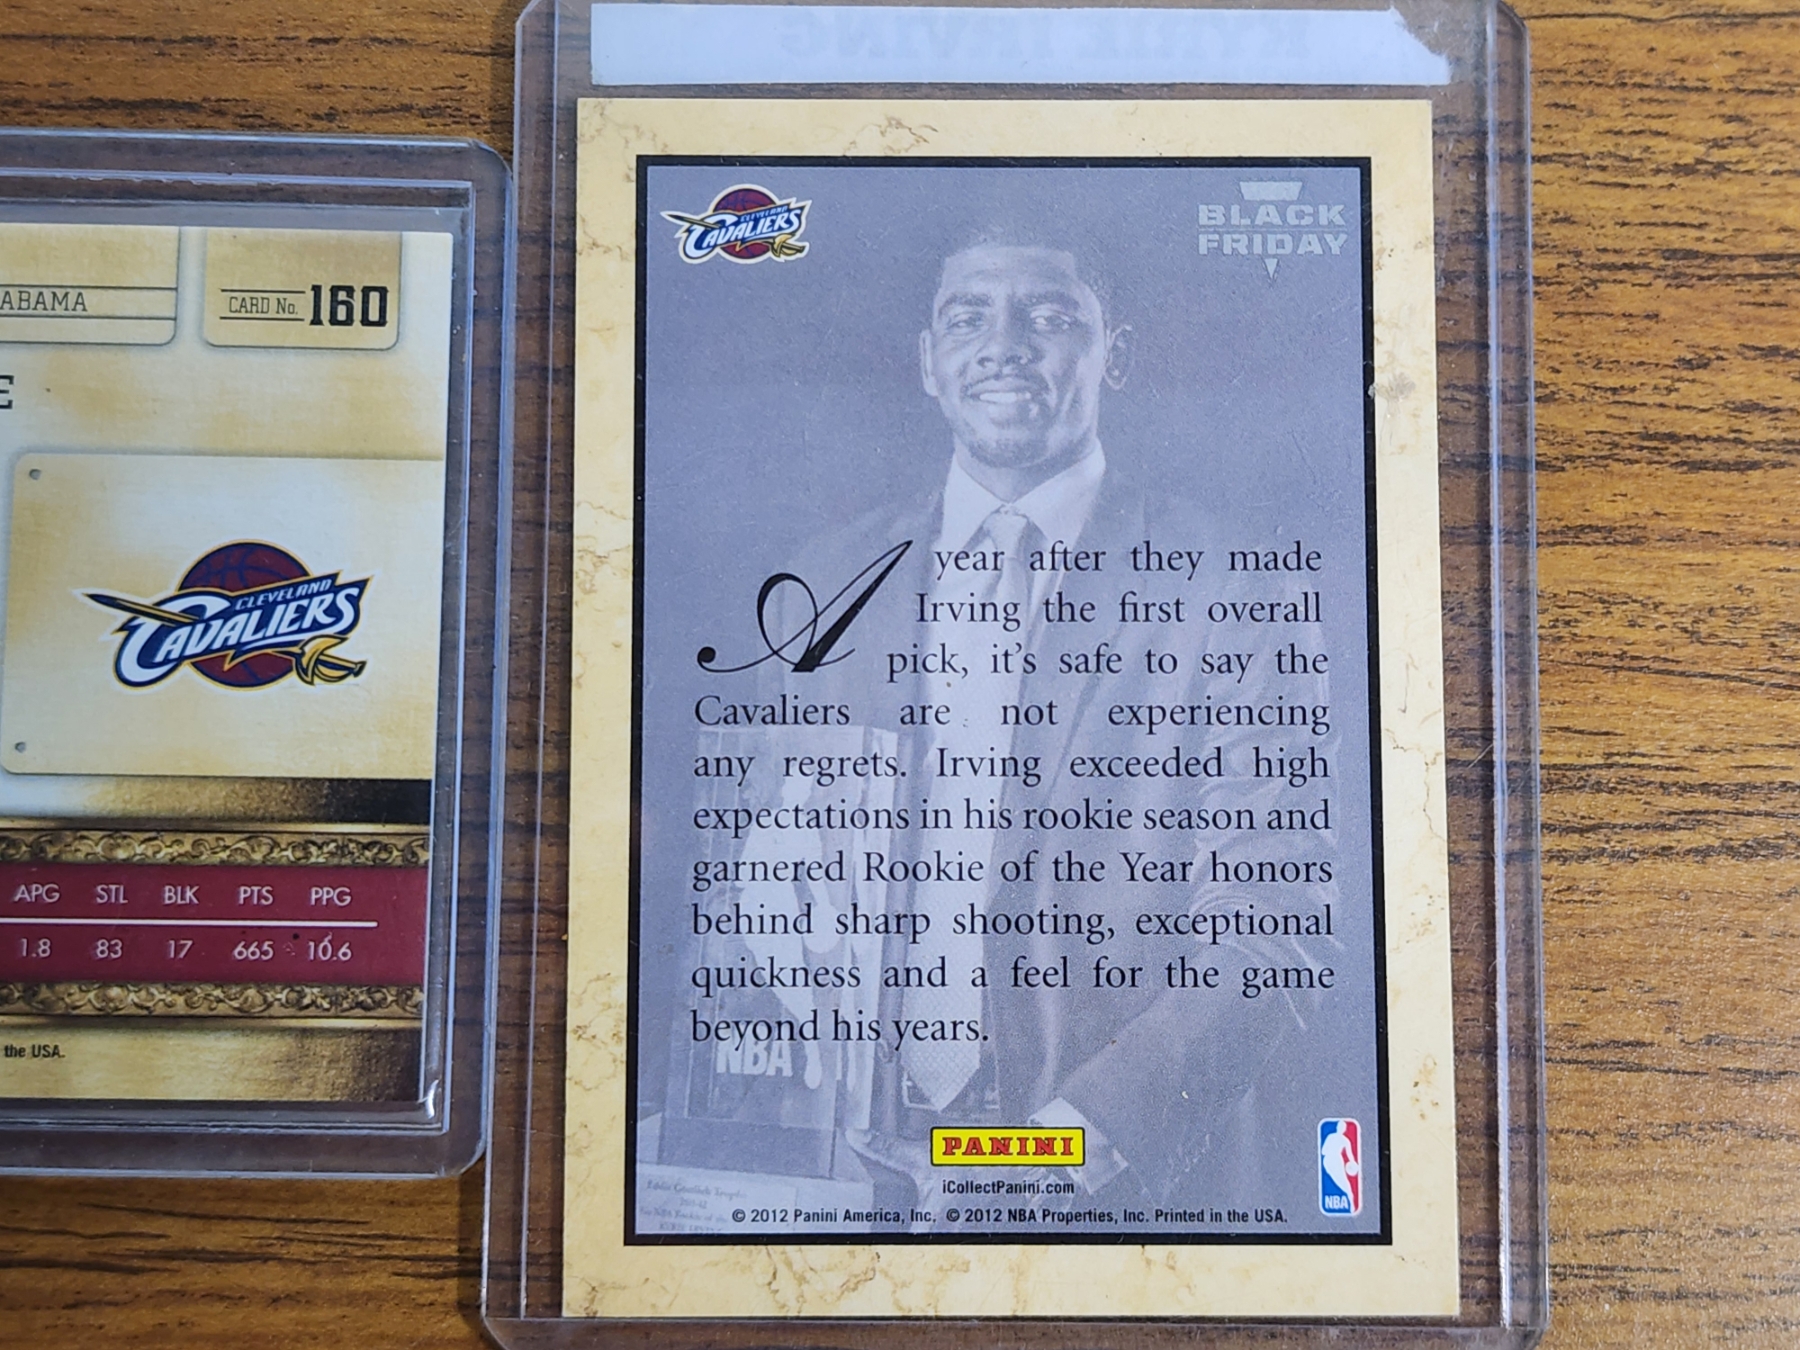 ABAMA
CARD No. 160
E
CLEVELAND
CAVALIERS
APG STL BLK PTS PPG
1.8 83 17 665 10.6
the USA.
KYRIE IRVING
CLEVELAND
CAVALIERS
BLACK
FRIDAY
A year after they made
Irving the first overall
pick, it's safe to say the
Cavaliers are not experiencing
any regrets. Irving exceeded high
expectations in his rookie season and
garnered Rookie of the Year honors
behind sharp shooting, exceptional
quickness and a feel for the game
beyond his years.
NBA
PANINI
iCollectPanini.com
© 2012 Panini America, Inc. © 2012 NBA Properties, Inc. Printed in the USA.
NBA